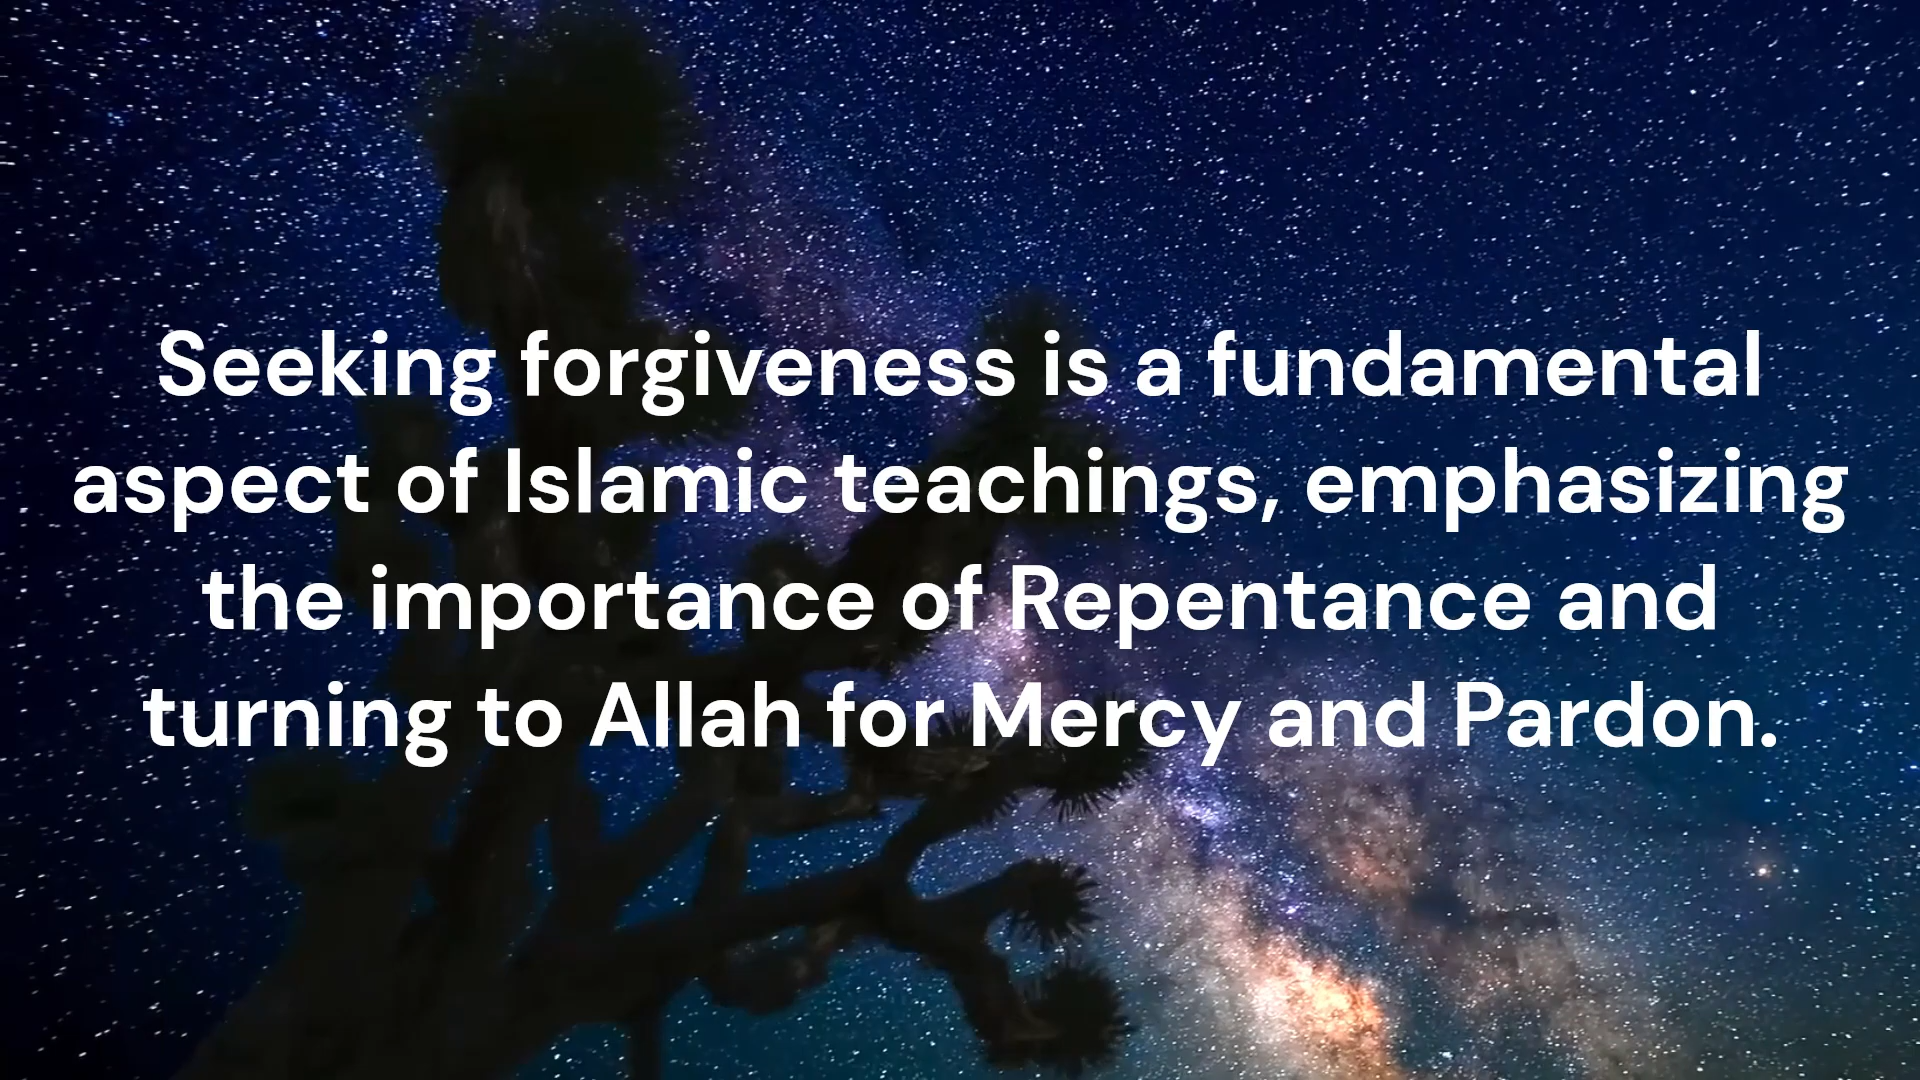 Seeking forgiveness is a fundamental
aspect of Islamic teachings, emphasizing
the importance of Repentance and
turning to Allah for Mercy and Pardon.